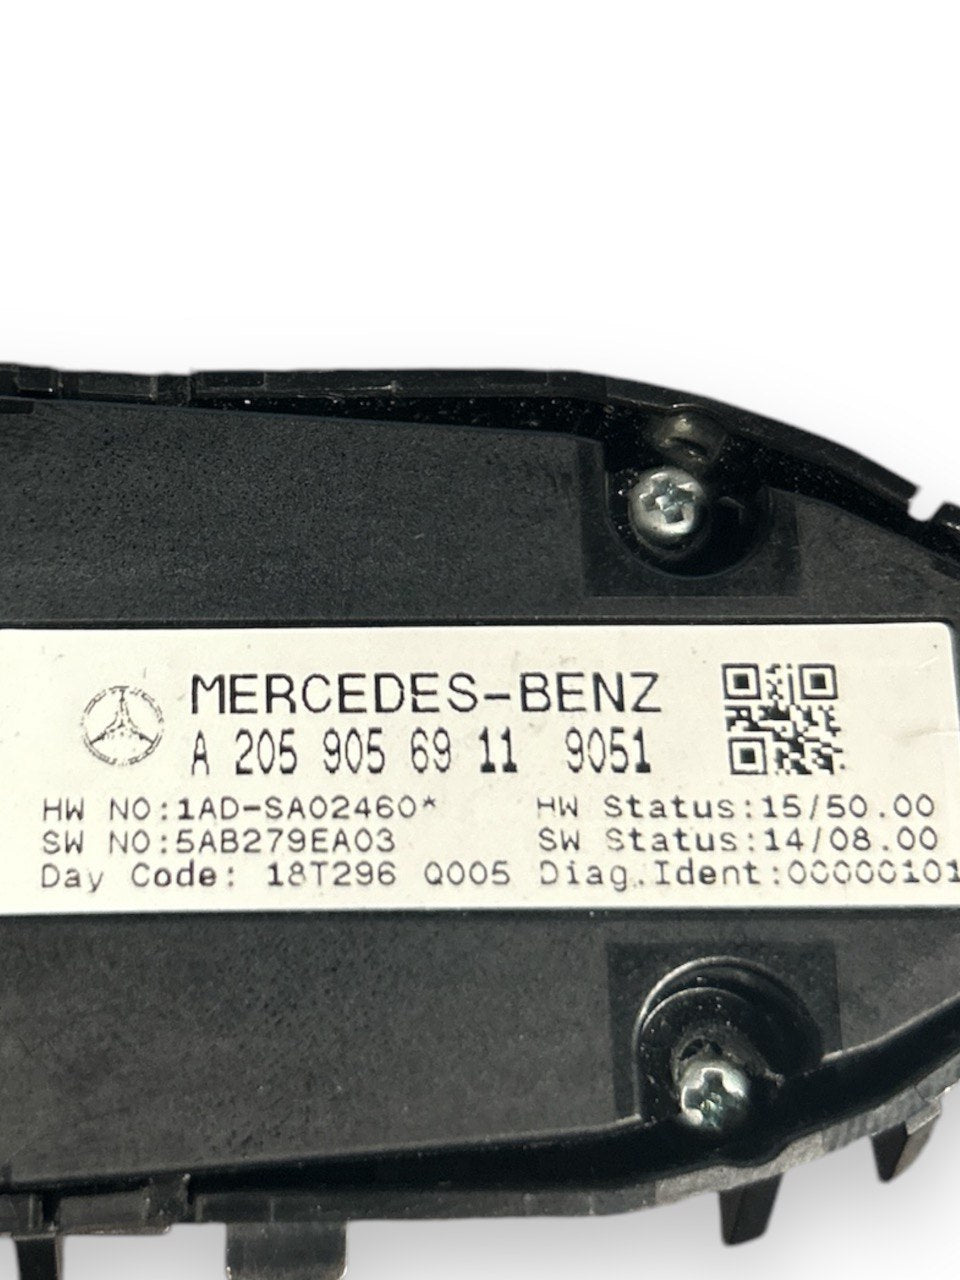 MERCEDES-BENZ
A 205 905 69 11 9051
HW NO:1AD-SA02460* HW Status:15/50.00
SW NO:5AB279EA03 SW Status:14/08.00
Day Code: 18T296 Q005 Diag.Ident:00000101